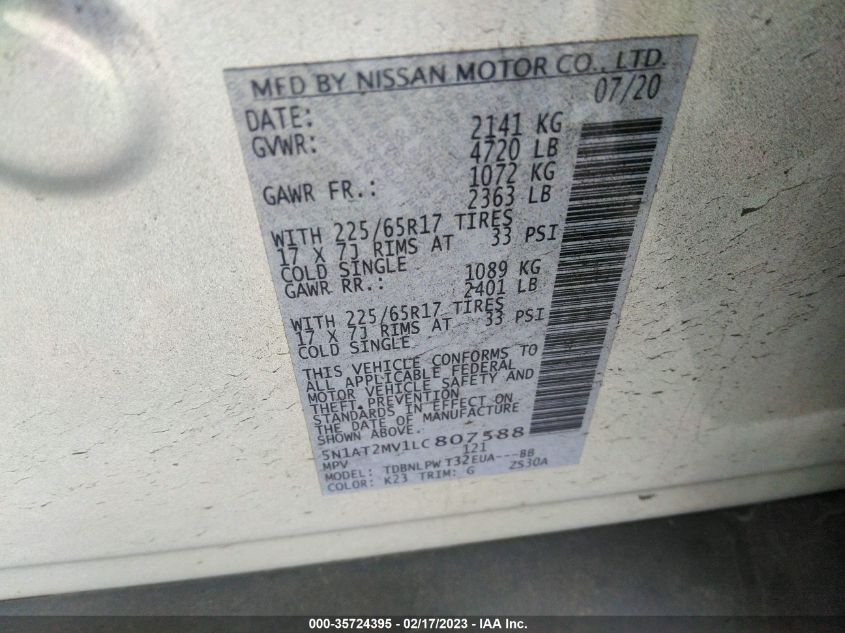 MFD BY NISSAN MOTOR CO., LTD.
DATE: 07/20
GVWR: 2141 KG
4720 LB
GAWR FR.: 1072 KG
2363 LB
WITH 225/65R17 TIRES
17 X 7J RIMS AT 33 PSI
COLD SINGLE
GAWR RR.: 1089 KG
2401 LB
WITH 225/65R17 TIRES
17 X 7J RIMS AT 33 PSI
COLD SINGLE
THIS VEHICLE CONFORMS TO
ALL APPLICABLE FEDERAL
MOTOR VEHICLE SAFETY AND
THEFT PREVENTION
STANDARDS IN EFFECT ON
THE DATE OF MANUFACTURE
SHOWN ABOVE.
5N1AT2MV1LC807588
MPV 121
MODEL: TDBNLPW T32EUA---BB
COLOR: K23 TRIM: G ZS30A
000-35724395 - 02/17/2023 - IAA Inc.